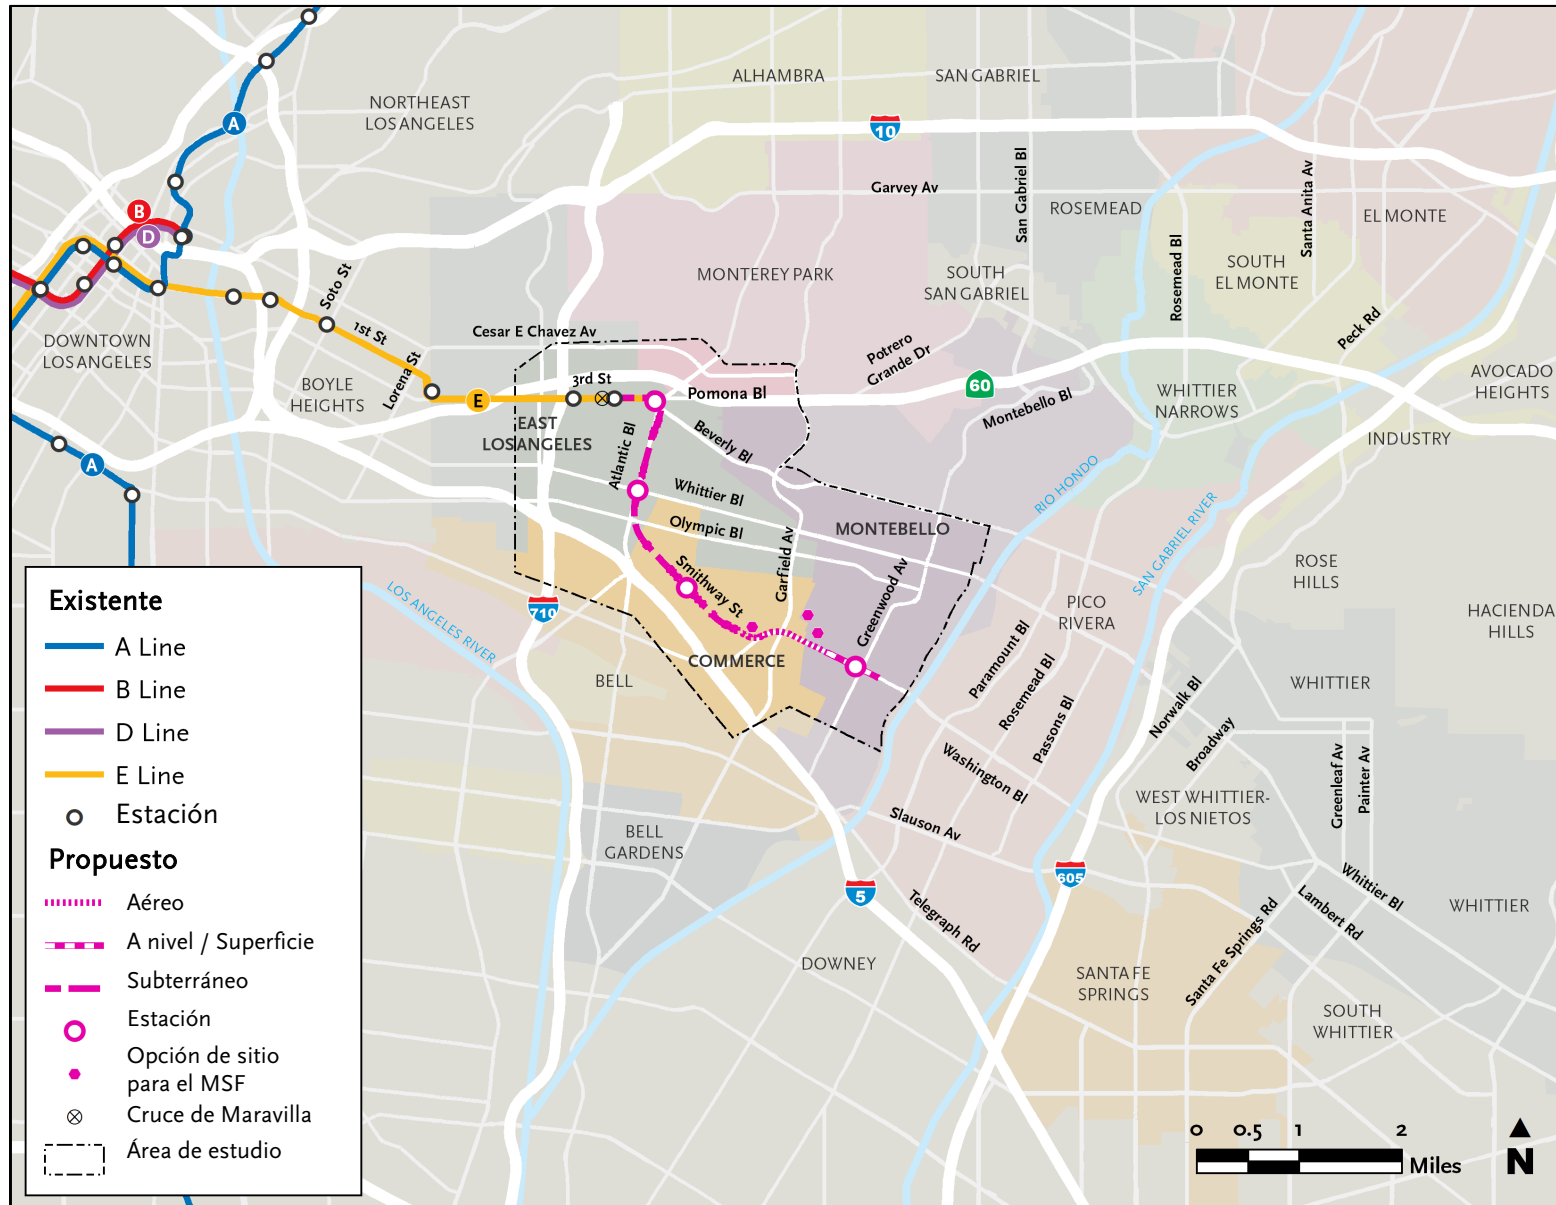 ALHAMBRA
SAN GABRIEL
NORTHEAST
LOS ANGELES
A
10
Garvey Av
San Gabriel Bl
ROSEMEAD
Santa Anita Av
EL MONTE
B
D
MONTEREY PARK
SOUTH
SAN GABRIEL
Rosemead Bl
SOUTH
EL MONTE
Soto St
1st St
Cesar E Chavez Av
Peck Rd
DOWNTOWN
LOS ANGELES
BOYLE
HEIGHTS
Lorena St
E
3rd St
Pomona Bl
Potrero
Grande Dr
60
Montebello Bl
WHITTIER
NARROWS
AVOCADO
HEIGHTS
INDUSTRY
EAST
LOS ANGELES
Atlantic Bl
Beverly Bl
A
Whittier Bl
Olympic Bl
MONTEBELLO
RIO HONDO
SAN GABRIEL RIVER
Garfield Av
Smithway St
Greenwood Av
ROSE
HILLS
HACIENDA
HILLS
PICO
RIVERA
710
LOS ANGELES RIVER
COMMERCE
BELL
Paramount Bl
Rosemead Bl
Passons Bl
Norwalk Bl
Broadway
WHITTIER
Greenleaf Av
Painter Av
Washington Bl
Slauson Av
WEST WHITTIER-
LOS NIETOS
BELL
GARDENS
5
605
Whittier Bl
Lambert Rd
WHITTIER
Telegraph Rd
Santa Fe Springs Rd
DOWNEY
SANTA FE
SPRINGS
SOUTH
WHITTIER
Existente
A Line
B Line
D Line
E Line
Estación
Propuesto
Aéreo
A nivel / Superficie
Subterráneo
Estación
Opción de sitio
para el MSF
Cruce de Maravilla
Área de estudio
0 0.5 1 2
Miles
N